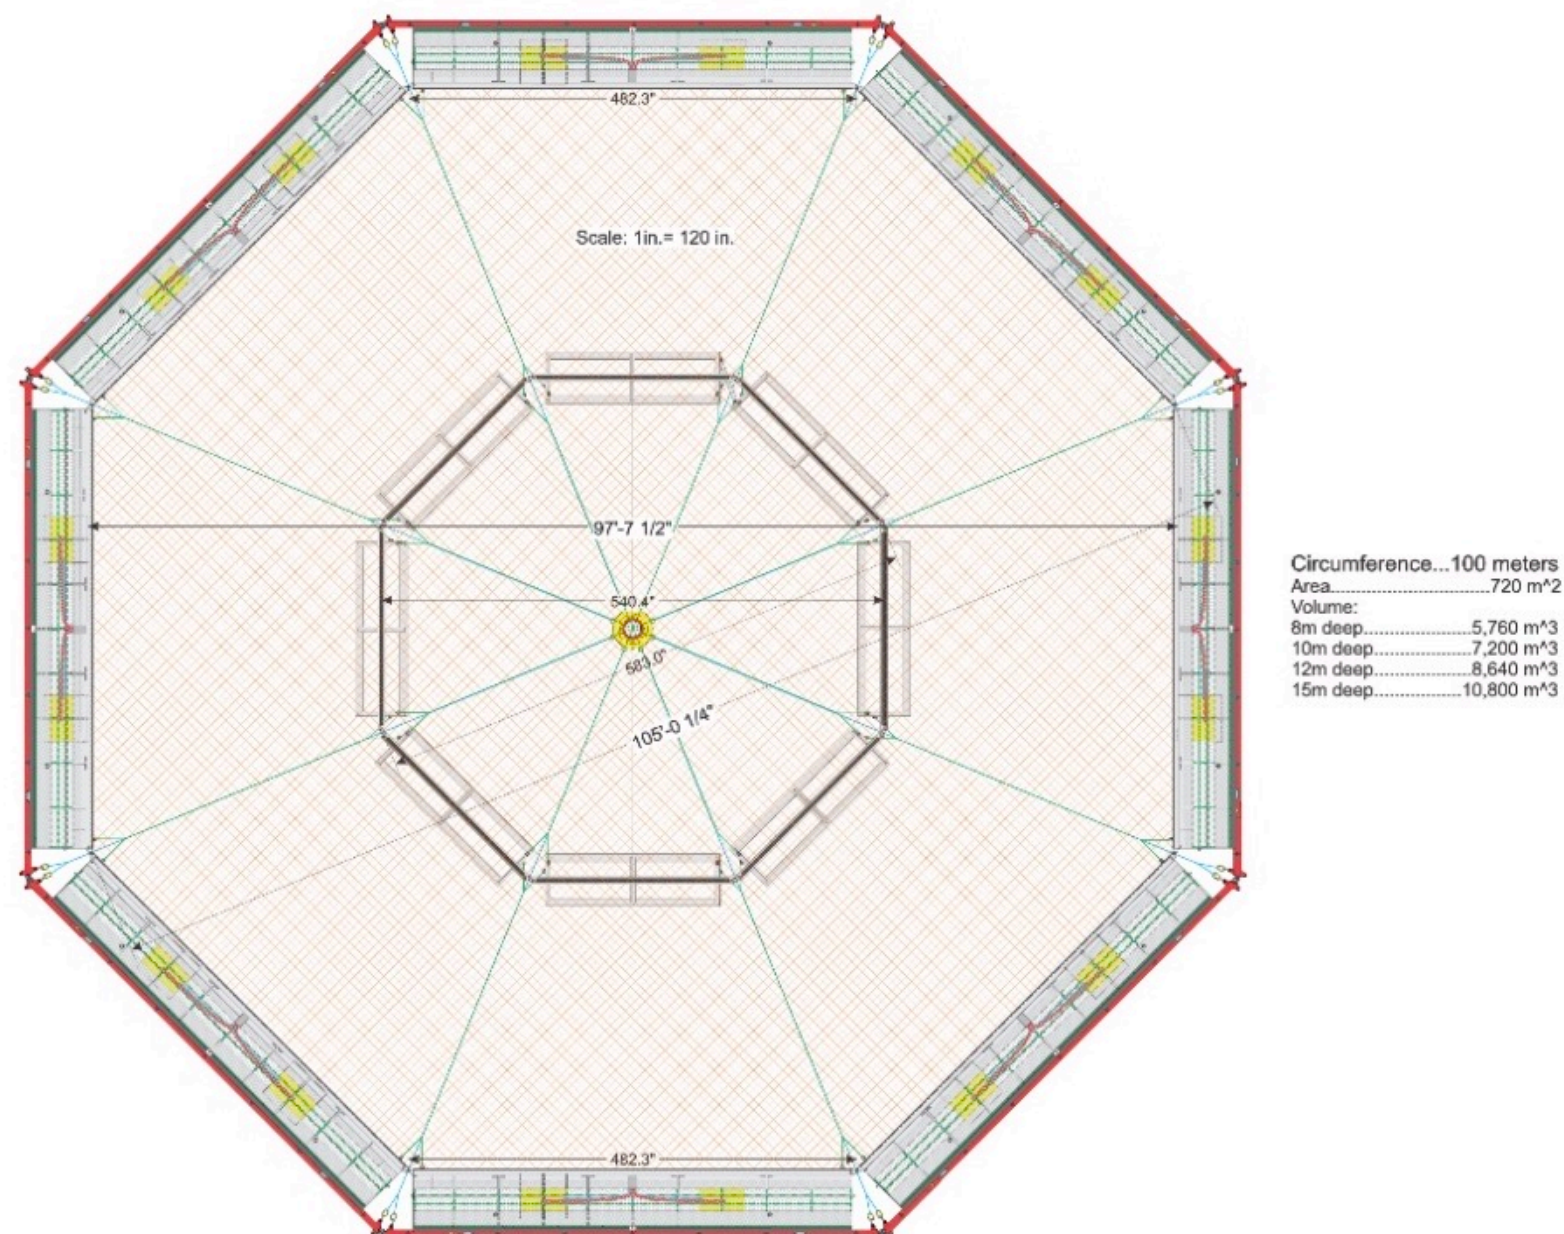 482.3"
Scale: 1in.= 120 in.
97'-7 1/2"
540.4"
583.0"
105'-0 1/4"
482.3"
Circumference...100 meters
Area..............................720 m^2
Volume:
8m deep.................5,760 m^3
10m deep...............7,200 m^3
12m deep...............8,640 m^3
15m deep.............10,800 m^3